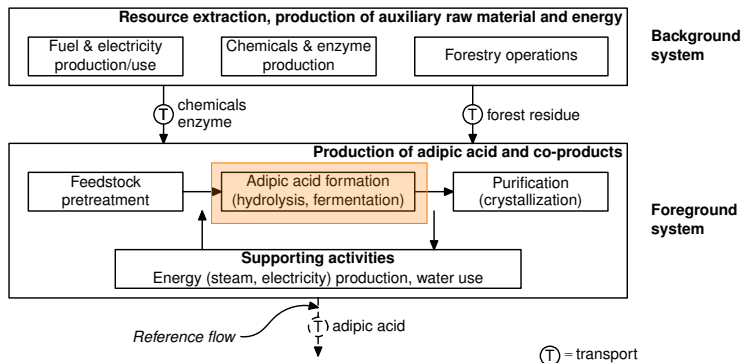 Resource extraction, production of auxiliary raw material and energy
Fuel & electricity
production/use
Chemicals & enzyme
production
Forestry operations
Background
system
T
chemicals
enzyme
T
forest residue
Production of adipic acid and co-products
Feedstock
pretreatment
Adipic acid formation
(hydrolysis, fermentation)
Purification
(crystallization)
Foreground
system
Supporting activities
Energy (steam, electricity) production, water use
Reference flow
T
adipic acid
T = transport